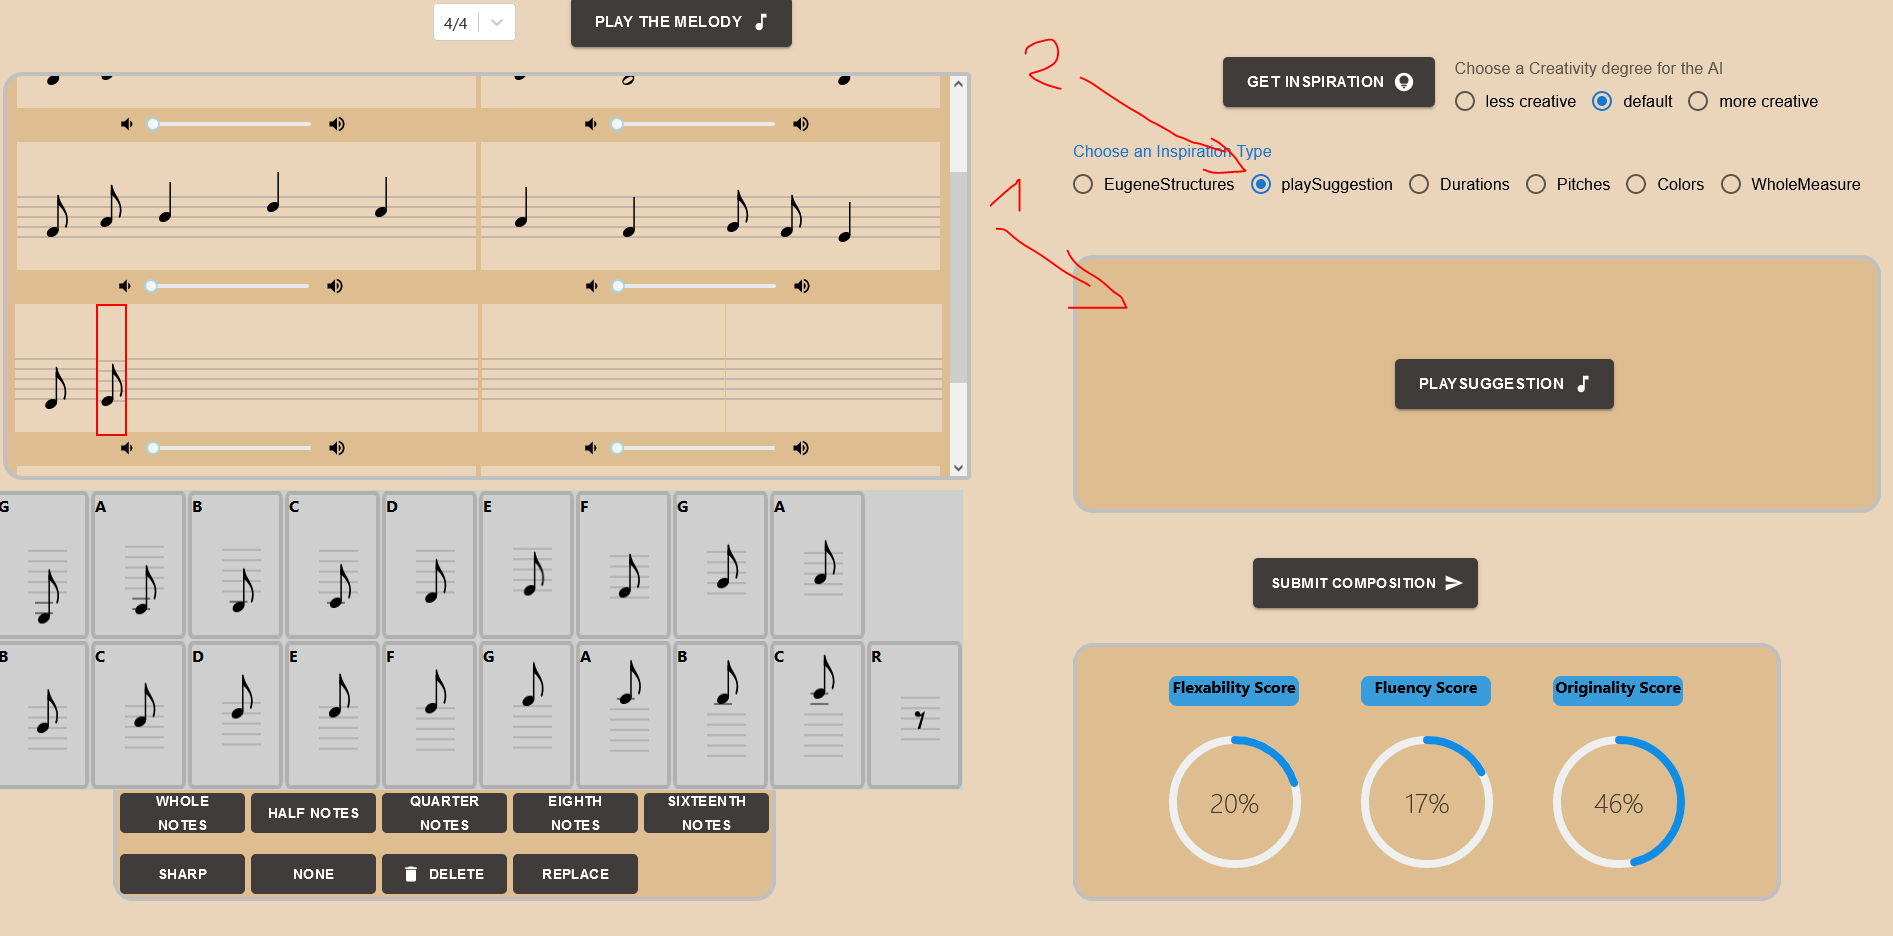 4/4
PLAY THE MELODY
2
GET INSPIRATION
Choose a Creativity degree for the AI
less creative default more creative
Choose an Inspiration Type
1
EugeneStructures playSuggestion Durations Pitches Colors WholeMeasure
PLAYSUGGESTION
G A B C D E F G A
B C D E F G A B C R
WHOLE NOTES
HALF NOTES
QUARTER NOTES
EIGHTH NOTES
SIXTEENTH NOTES
SHARP NONE DELETE REPLACE
SUBMIT COMPOSITION
Flexability Score Fluency Score Originality Score
20% 17% 46%